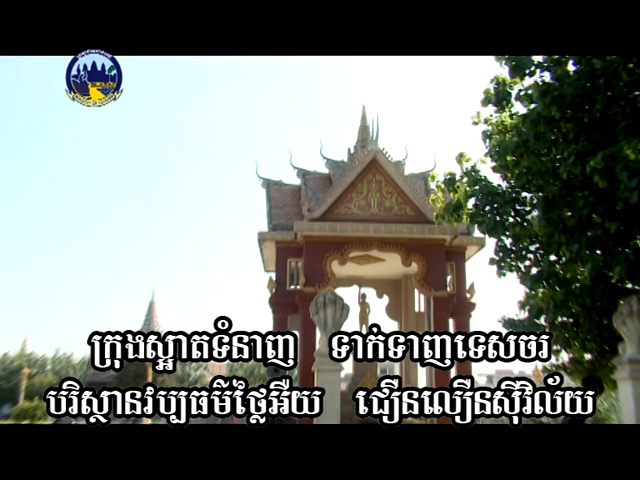 ក្រុងស្អាតទំនាញ ទាក់ទាញទេសចរ
បរិស្ថានវប្បធម៌ថ្លៃអឺយ ជឿនលឿនស៊ីវិល័យ